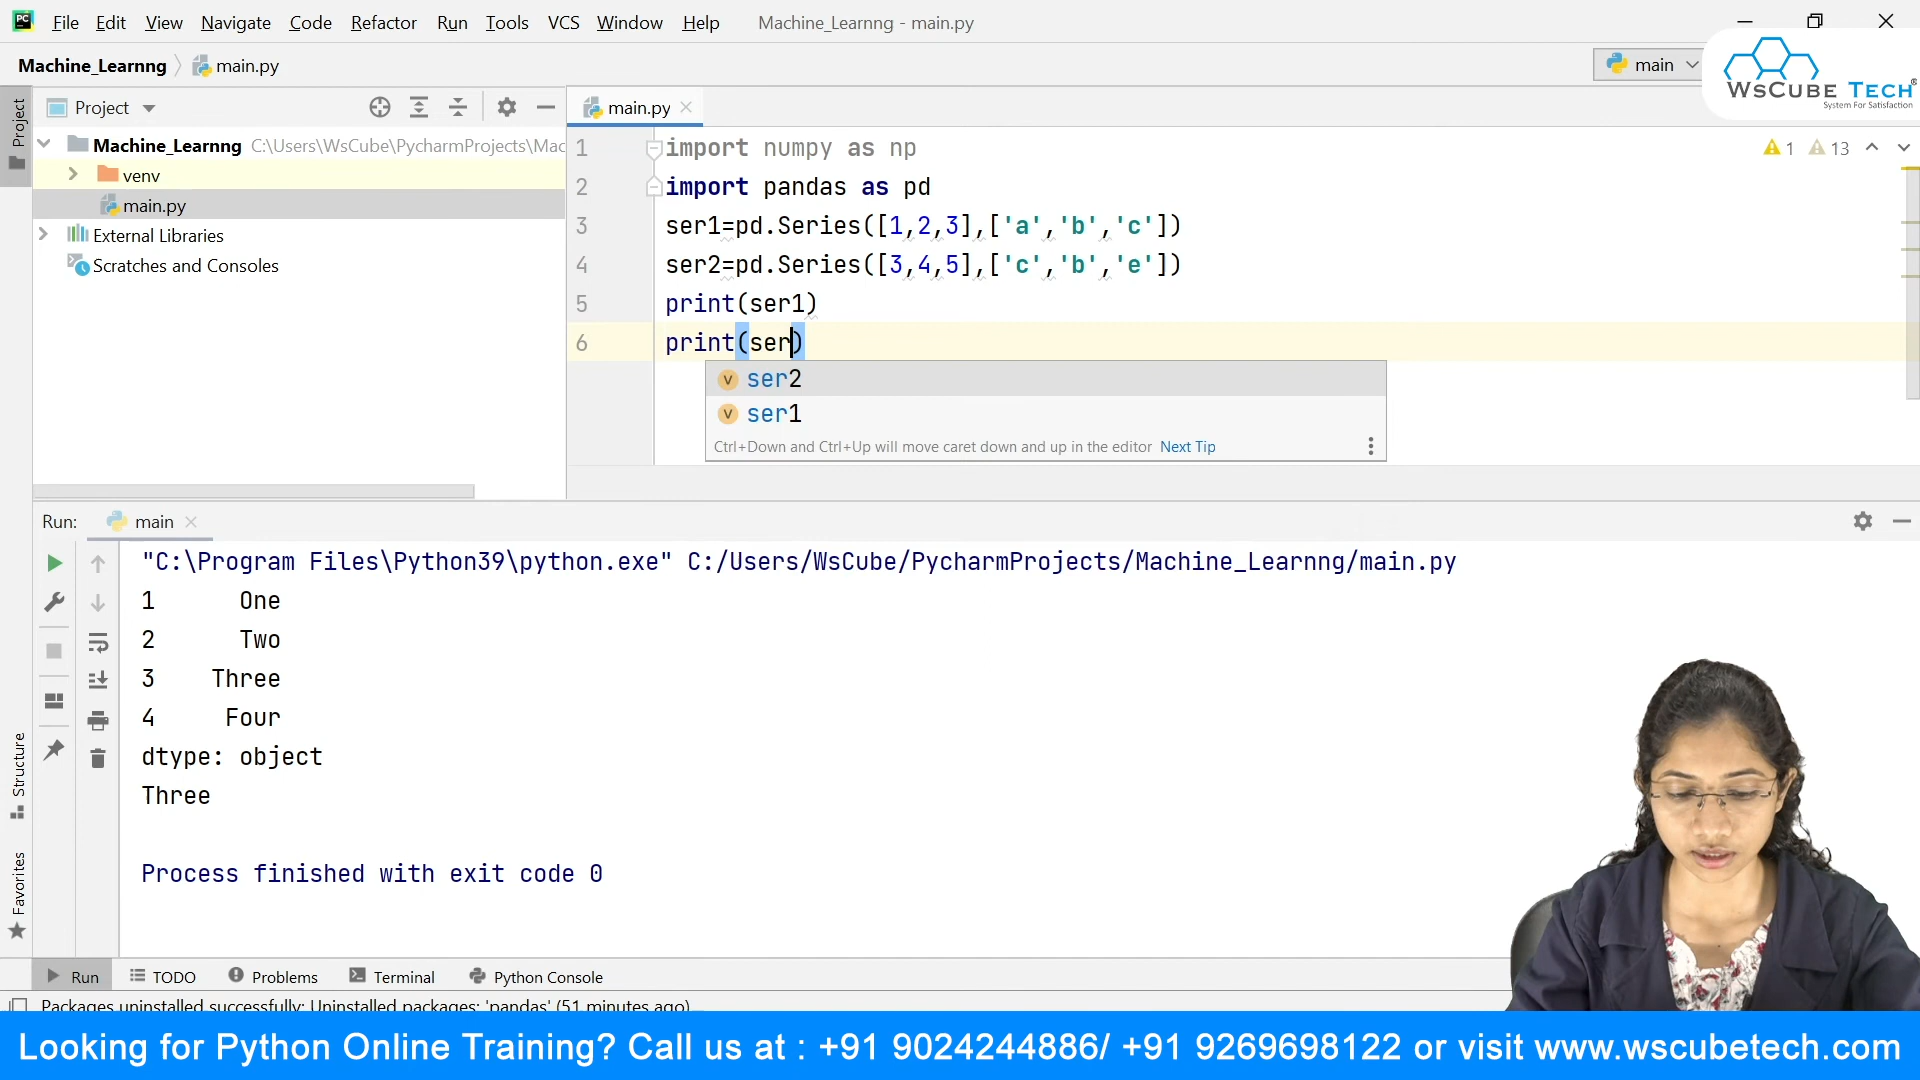 PC File Edit View Navigate Code Refactor Run Tools VCS Window Help Machine_Learnng - main.py
Machine_Learnng main.py main
WsCube Tech®
System For Satisfaction
Project
Project main.py
Machine_Learnng C:\Users\WsCube\PycharmProjects\Mac
venv
main.py
External Libraries
Scratches and Consoles
1 import numpy as np
2 import pandas as pd
3 ser1=pd.Series([1,2,3],['a','b','c'])
4 ser2=pd.Series([3,4,5],['c','b','e'])
5 print(ser1)
6 print(ser)
1 13
v ser2
v ser1
Ctrl+Down and Ctrl+Up will move caret down and up in the editor Next Tip
Run: main
"C:\Program Files\Python39\python.exe" C:/Users/WsCube/PycharmProjects/Machine_Learnng/main.py
1 One
2 Two
3 Three
4 Four
dtype: object
Three
Process finished with exit code 0
Structure
Favorites
Run TODO Problems Terminal Python Console
Packages uninstalled successfully: Uninstalled packages: 'pandas' (51 minutes ago)
Looking for Python Online Training? Call us at : +91 9024244886/ +91 9269698122 or visit www.wscubetech.com